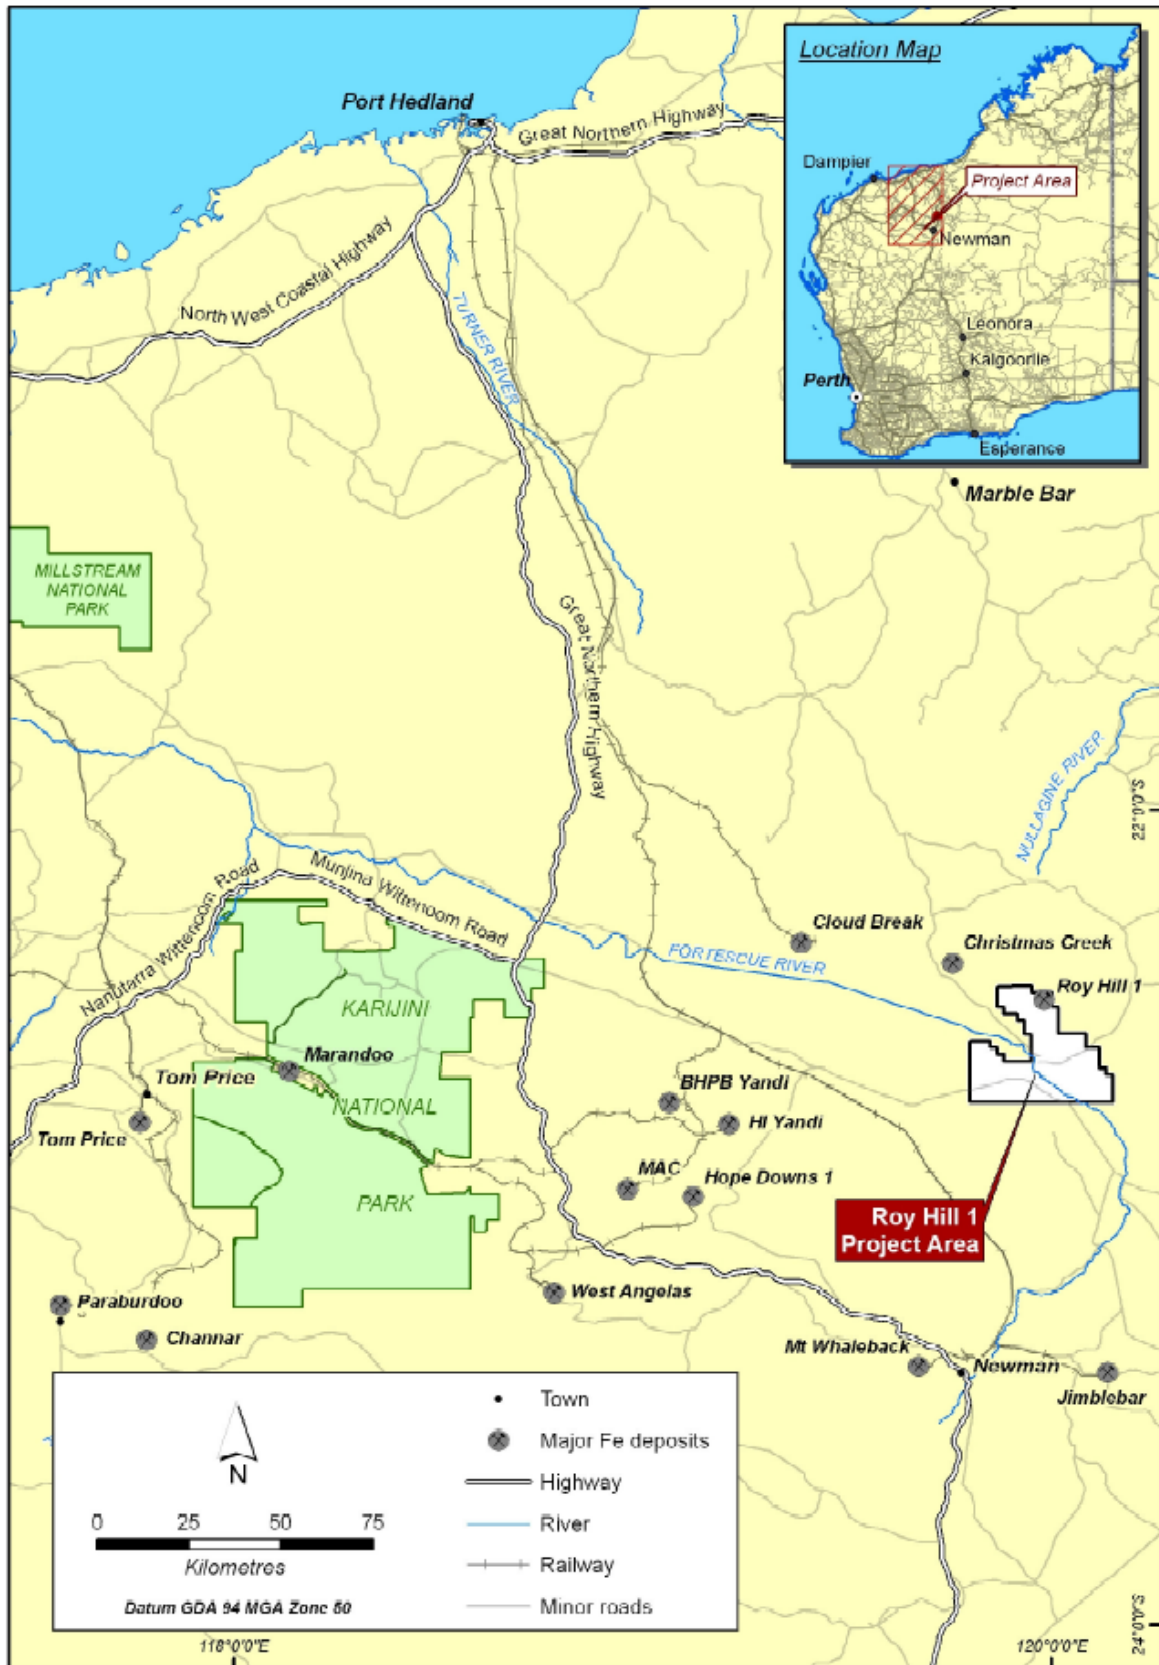 Location Map
Port Hedland
Great Northern Highway
Dampier
Project Area
Newman
North West Coastal Highway
TURNER RIVER
Leonora
Kalgoorlie
Perth
Esperance
Marble Bar
MILLSTREAM
NATIONAL
PARK
Great Northern Highway
NULLAGINE RIVER
22°0'0"S
Munjina Wittenoom Road
Nanutarra Wittenoom Road
Cloud Break
Christmas Creek
FORTESCUE RIVER
Roy Hill 1
KARIJINI
Marandoo
Tom Price
BHPB Yandi
NATIONAL
HI Yandi
Tom Price
MAC
Hope Downs 1
PARK
Roy Hill 1
Project Area
West Angelas
Paraburdoo
Channar
Mt Whaleback
Newman
Jimblebar
Town
Major Fe deposits
N
Highway
0 25 50 75
River
Kilometres
Railway
Datum GDA 94 MGA Zone 50
Minor roads
24°0'0"S
118°0'0"E
120°0'0"E